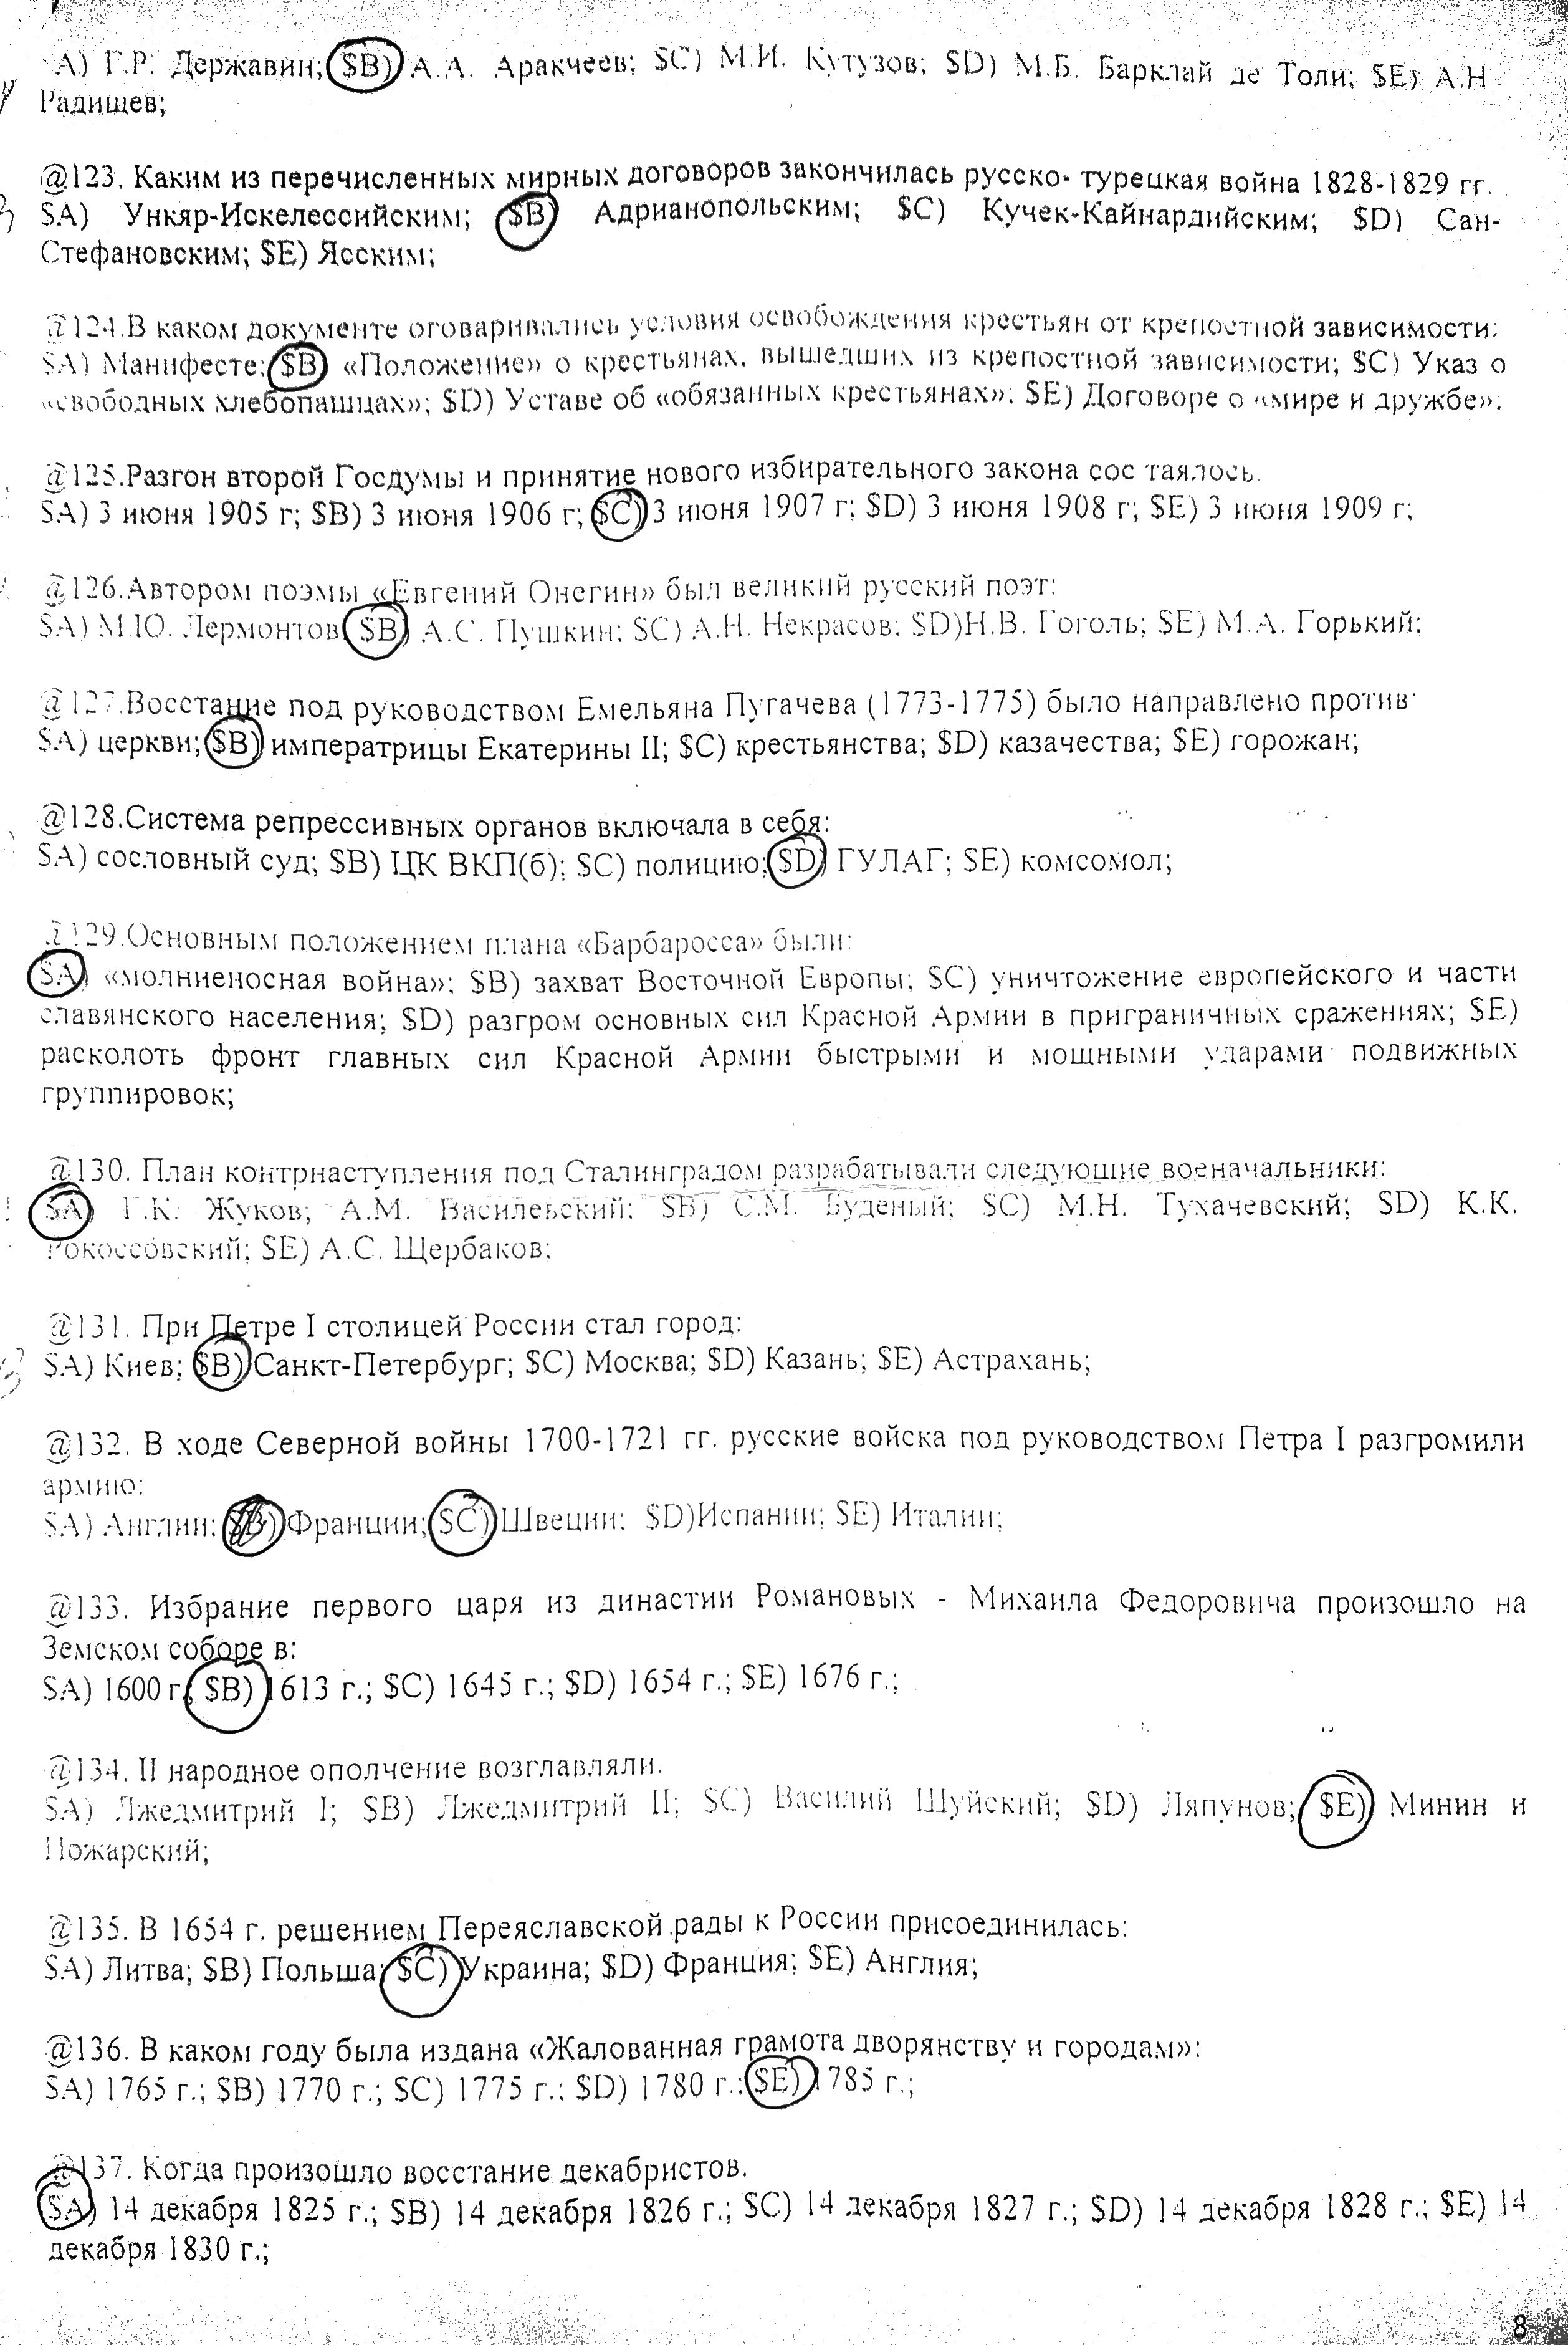 $A) Г.Р. Державин; $B) А.А. Аракчеев; $C) М.И. Кутузов; $D) М.Б. Барклай де Толи; $E) А.Н
Радищев;
@123. Каким из перечисленных мирных договоров закончилась русско- турецкая война 1828-1829 гг.
$A) Ункяр-Искелессийским; $B) Адрианопольским; $C) Кучек-Кайнардийским; $D) Сан-
Стефановским; $E) Ясским;
@124.В каком документе оговаривались условия освобождения крестьян от крепостной зависимости:
$A) Манифесте; $B) «Положение» о крестьянах, вышедших из крепостной зависимости; $C) Указ о
«свободных хлебопашцах»; $D) Уставе об «обязанных крестьянах»; $E) Договоре о «мире и дружбе»;
@125.Разгон второй Госдумы и принятие нового избирательного закона сос таялось.
$A) 3 июня 1905 г; $B) 3 июня 1906 г; $C) 3 июня 1907 г; $D) 3 июня 1908 г; $E) 3 июня 1909 г;
@126.Автором поэмы «Евгений Онегин» был великий русский поэт:
$A) М.Ю. Лермонтов $B) А.С. Пушкин; $C) А.Н. Некрасов; $D)Н.В. Гоголь; $E) М.А. Горький;
@127.Восстание под руководством Емельяна Пугачева (1773-1775) было направлено против
$A) церкви; $B) императрицы Екатерины II; $C) крестьянства; $D) казачества; $E) горожан;
@128.Система репрессивных органов включала в себя:
$A) сословный суд; $B) ЦК ВКП(б); $C) полицию; $D) ГУЛАГ; $E) комсомол;
@129.Основным положением плана «Барбаросса» были:
$A) «молниеносная война»; $B) захват Восточной Европы; $C) уничтожение европейского и части
славянского населения; $D) разгром основных сил Красной Армии в приграничных сражениях; $E)
расколоть фронт главных сил Красной Армии быстрыми и мощными ударами подвижных
группировок;
@130. План контрнаступления под Сталинградом разрабатывали следующие военачальники:
$A) Г.К. Жуков; А.М. Василевский; $B) С.М. Буденый; $C) М.Н. Тухачевский; $D) К.К.
Рокоссовский; $E) А.С. Щербаков;
@131. При Петре I столицей России стал город:
$A) Киев; $B) Санкт-Петербург; $C) Москва; $D) Казань; $E) Астрахань;
@132. В ходе Северной войны 1700-1721 гг. русские войска под руководством Петра I разгромили
армию:
$A) Англии; $B) Франции; $C) Швеции; $D)Испании; $E) Италии;
@133. Избрание первого царя из династии Романовых - Михаила Федоровича произошло на
Земском соборе в:
$A) 1600 г; $B) 1613 г.; $C) 1645 г.; $D) 1654 г.; $E) 1676 г.;
@134. II народное ополчение возглавляли.
$A) Лжедмитрий I; $B) Лжедмитрий II; $C) Василий Шуйский; $D) Ляпунов; $E) Минин и
Пожарский;
@135. В 1654 г. решением Переяславской рады к России присоединилась:
$A) Литва; $B) Польша; $C) Украина; $D) Франция; $E) Англия;
@136. В каком году была издана «Жалованная грамота дворянству и городам»:
$A) 1765 г.; $B) 1770 г.; $C) 1775 г.; $D) 1780 г.; $E) 1785 г.;
@137. Когда произошло восстание декабристов.
$A) 14 декабря 1825 г.; $B) 14 декабря 1826 г.; $C) 14 декабря 1827 г.; $D) 14 декабря 1828 г.; $E) 14
декабря 1830 г.;
8